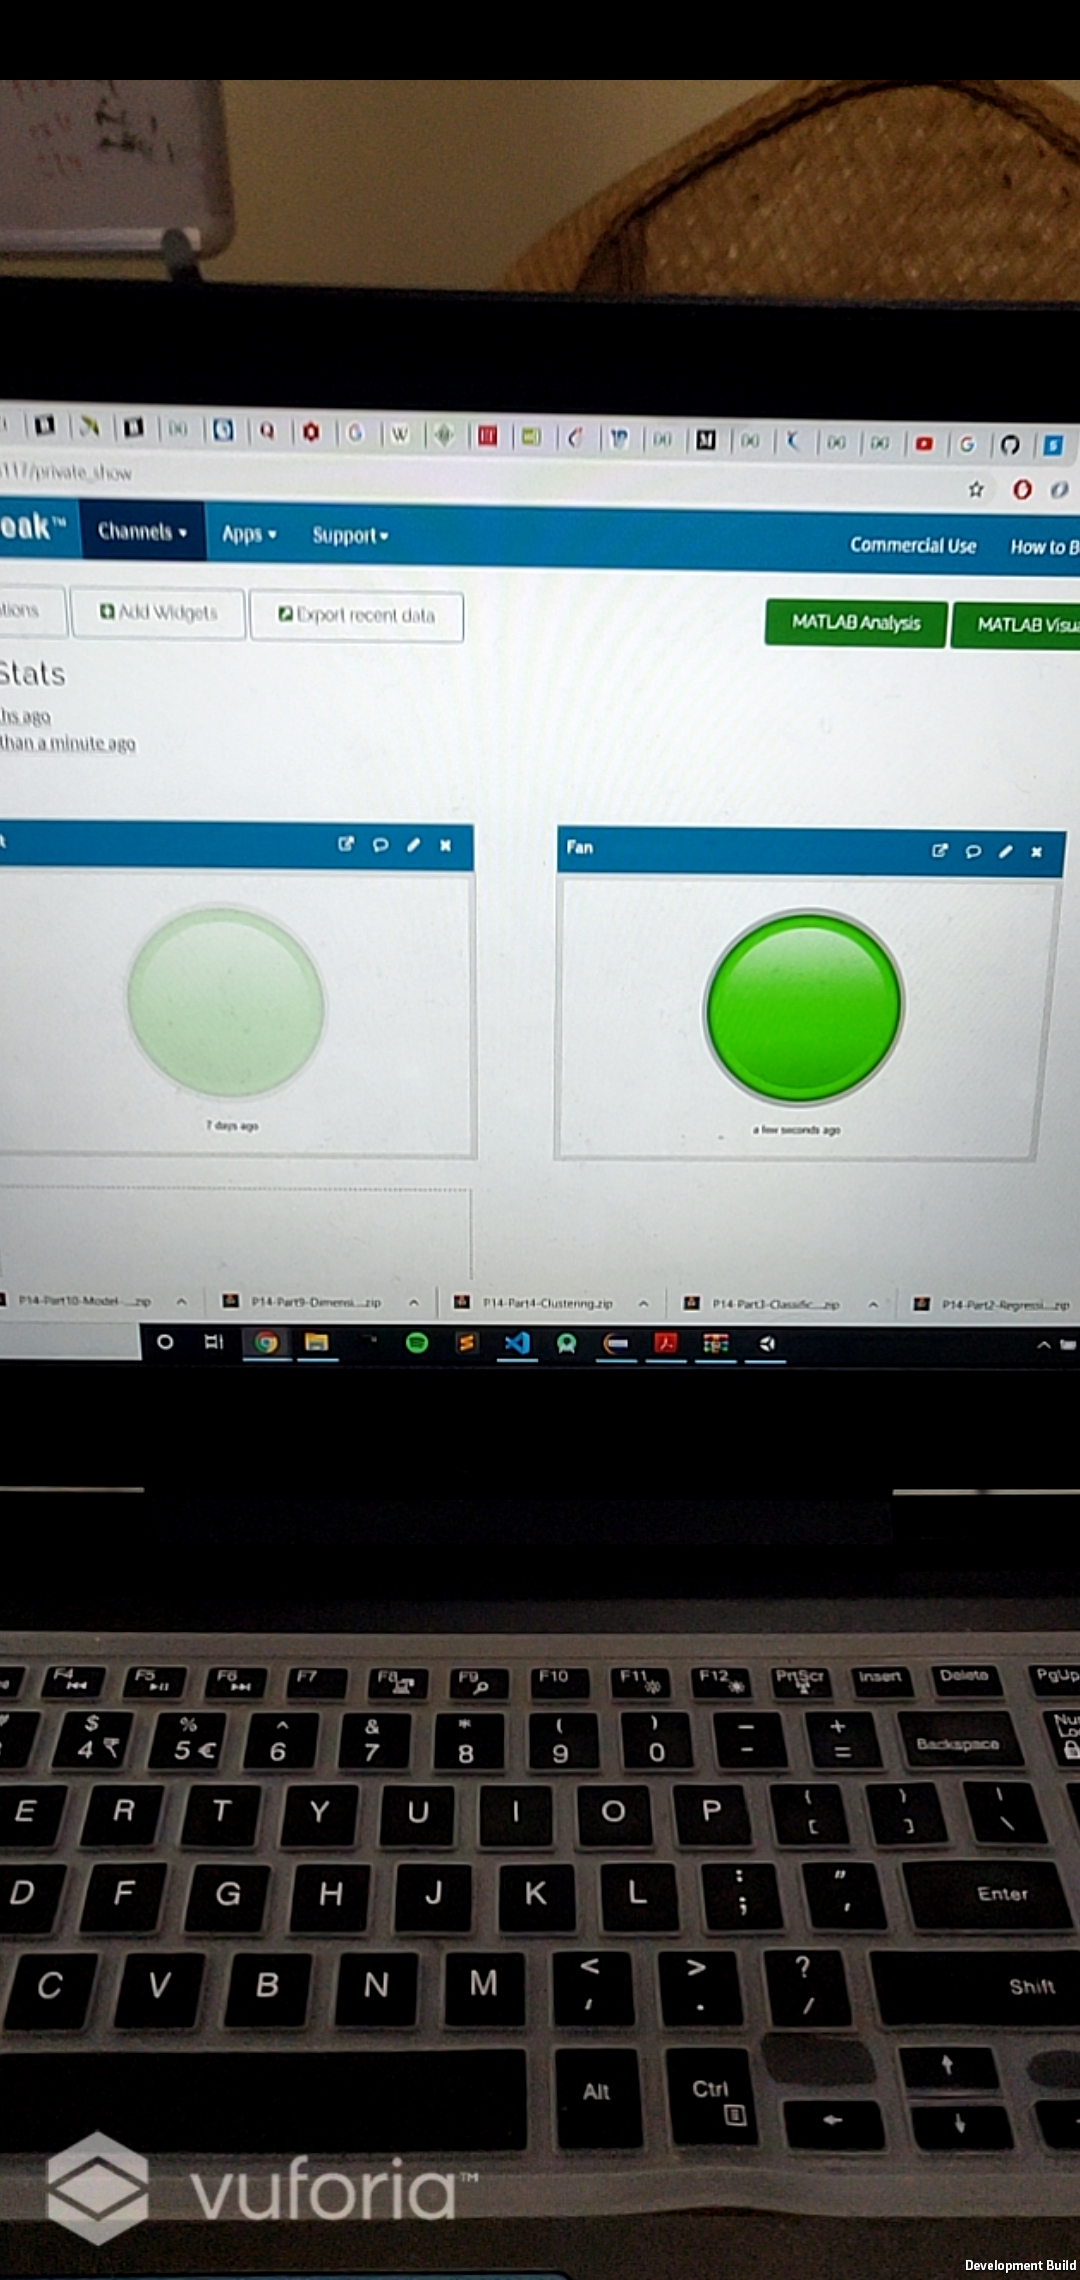 117/private_show
eak™ Channels Apps Support Commercial Use How to B
tions Add Widgets Export recent data MATLAB Analysis MATLAB Visua
Stats
hs ago
than a minute ago
t Fan
7 days ago a few seconds ago
P14-Part10-Model-....zip P14-Part9-Dimensi....zip P14-Part4-Clustering.zip P14-Part3-Classific....zip P14-Part2-Regressi....zip
F4 F5 F6 F7 F8 F9 F10 F11 F12 PrtScr Insert Delete PgUp
$ % ^ & * ( ) _ +
4 ₹ 5 € 6 7 8 9 0 - = Backspace
E R T Y U I O P { [ } ] | \
D F G H J K L : ; " ' Enter
C V B N M < , > . ? / Shift
Alt Ctrl
vuforia™
Development Build